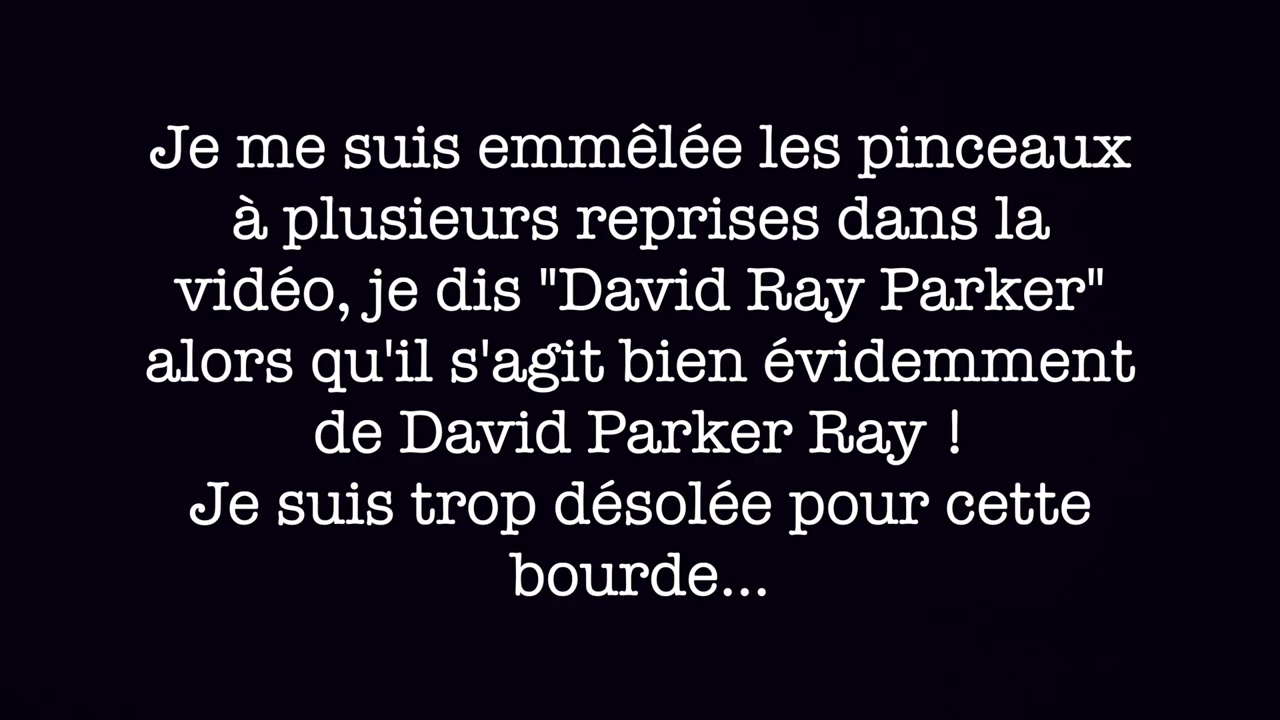 Je me suis emmêlée les pinceaux
à plusieurs reprises dans la
vidéo, je dis "David Ray Parker"
alors qu'il s'agit bien évidemment
de David Parker Ray !
Je suis trop désolée pour cette
bourde...